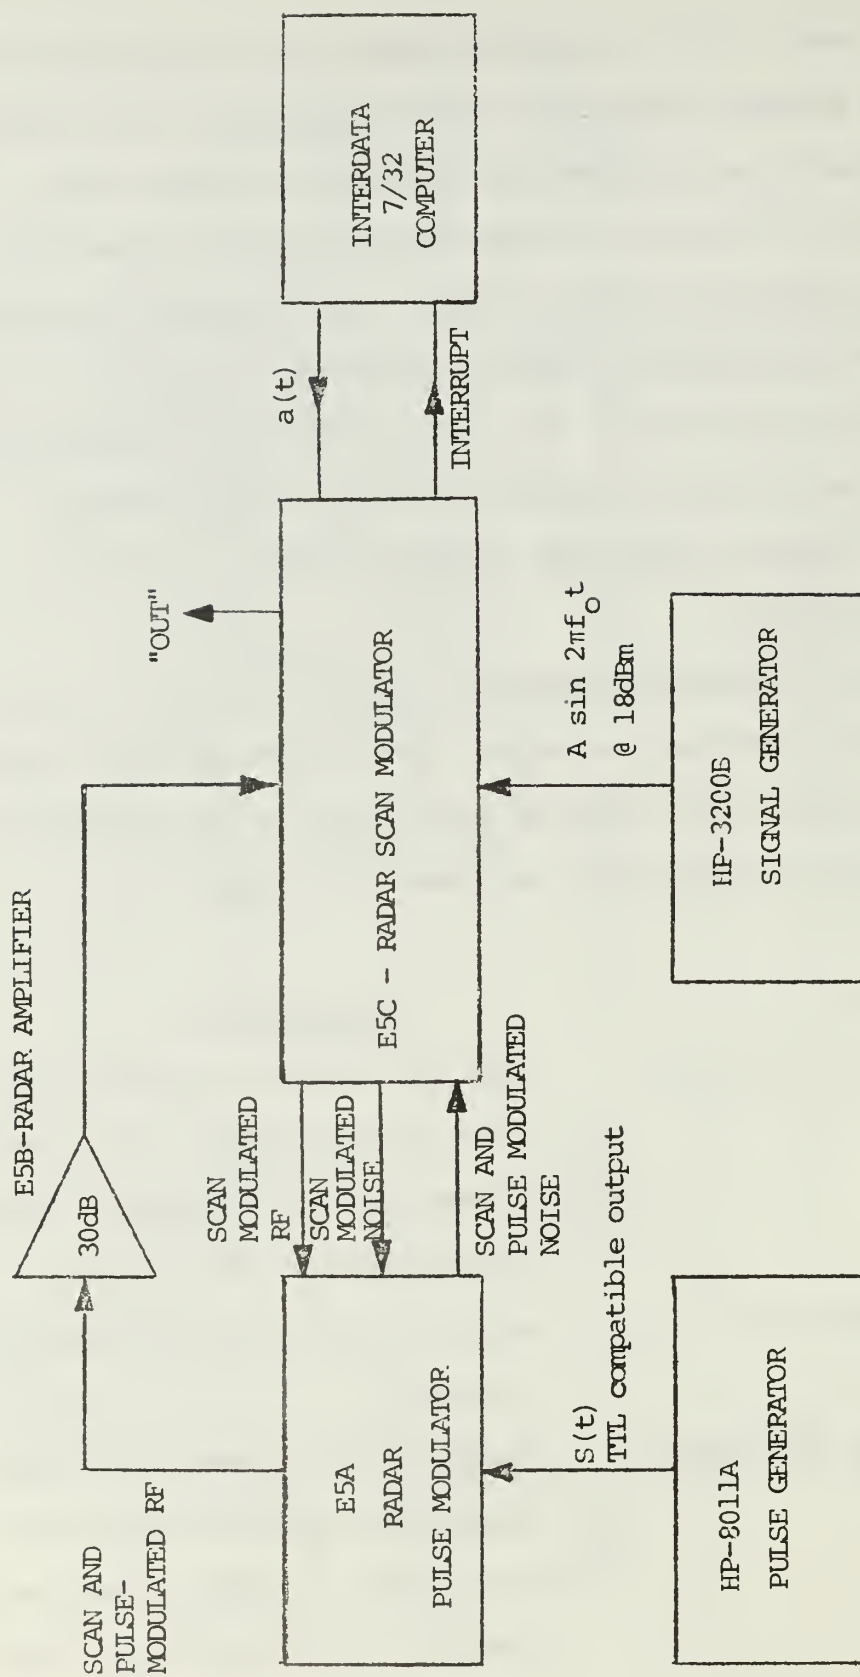 E5B-RADAR AMPLIFIER
30dB
SCAN AND
PULSE-
MODULATED RF
"OUT"
SCAN
MODULATED
RF
SCAN
MODULATED
NOISE
a(t)
E5A
RADAR
PULSE MODULATOR.
E5C - RADAR SCAN MODULATOR
INTERDATA
7/32
COMPUTER
SCAN AND
PULSE MODULATED
NOISE
INTERRUPT
S(t)
TTL compatible output
A sin 2πf₀t
@ 18dBm
HP-8011A
PULSE GENERATOR
HP-3200B
SIGNAL GENERATOR